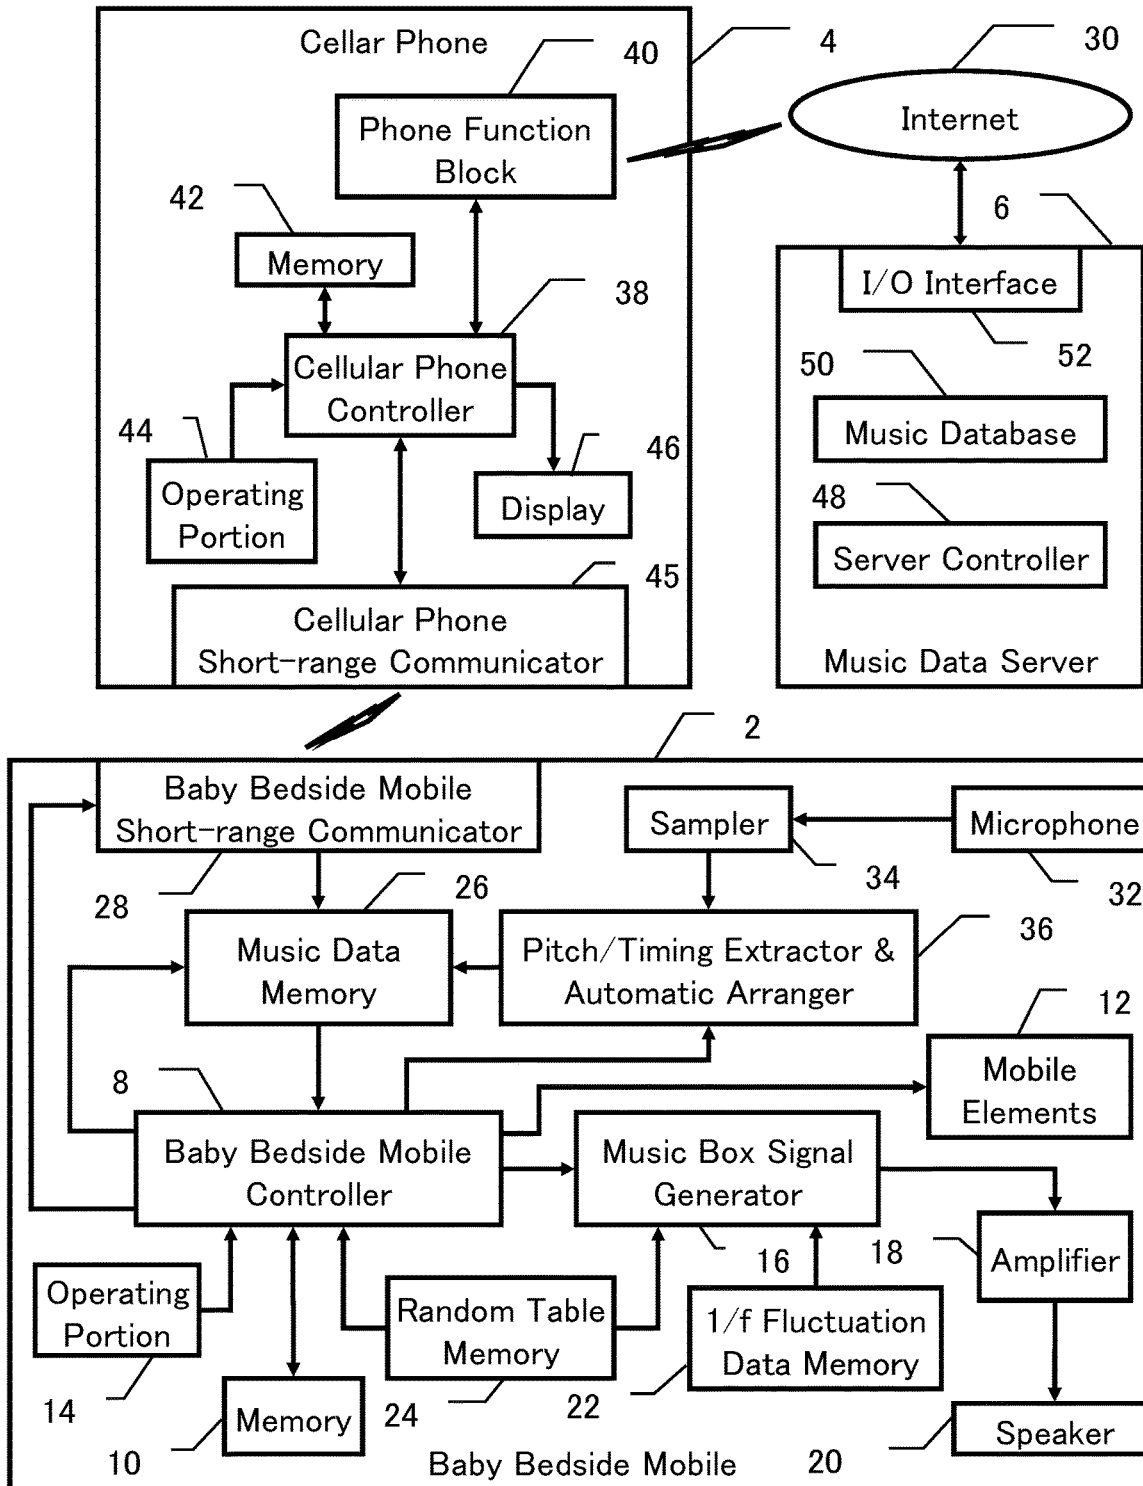 Cellar Phone
40
4
30
Phone Function
Block
Internet
42
6
Memory
I/O Interface
38
52
Cellular Phone
Controller
50
44
46
Music Database
Operating
Portion
Display
48
Server Controller
45
Cellular Phone
Short-range Communicator
Music Data Server
2
Baby Bedside Mobile
Short-range Communicator
Sampler
Microphone
28
26
34
32
Music Data
Memory
Pitch/Timing Extractor &
Automatic Arranger
36
12
8
Mobile
Elements
Baby Bedside Mobile
Controller
Music Box Signal
Generator
16
18
Amplifier
Operating
Portion
Random Table
Memory
1/f Fluctuation
Data Memory
14
24
22
10
Memory
20
Speaker
Baby Bedside Mobile